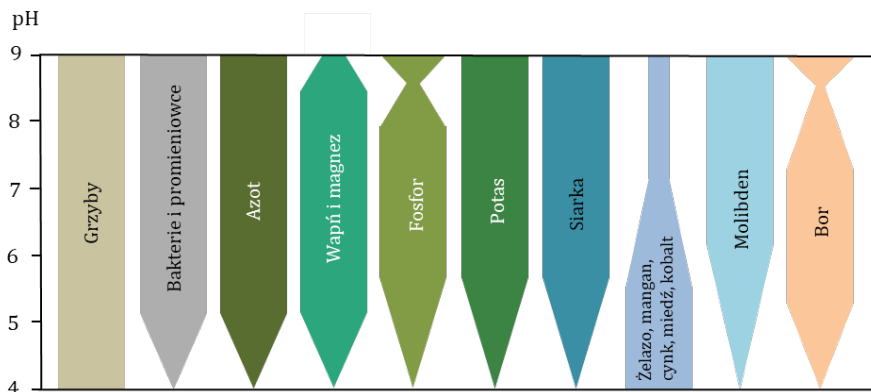 pH
9
8
7
6
5
4
Grzyby
Bakterie i promieniowce
Azot
Wapń i magnez
Fosfor
Potas
Siarka
Żelazo, mangan,
cynk, miedź, kobalt
Molibden
Bor